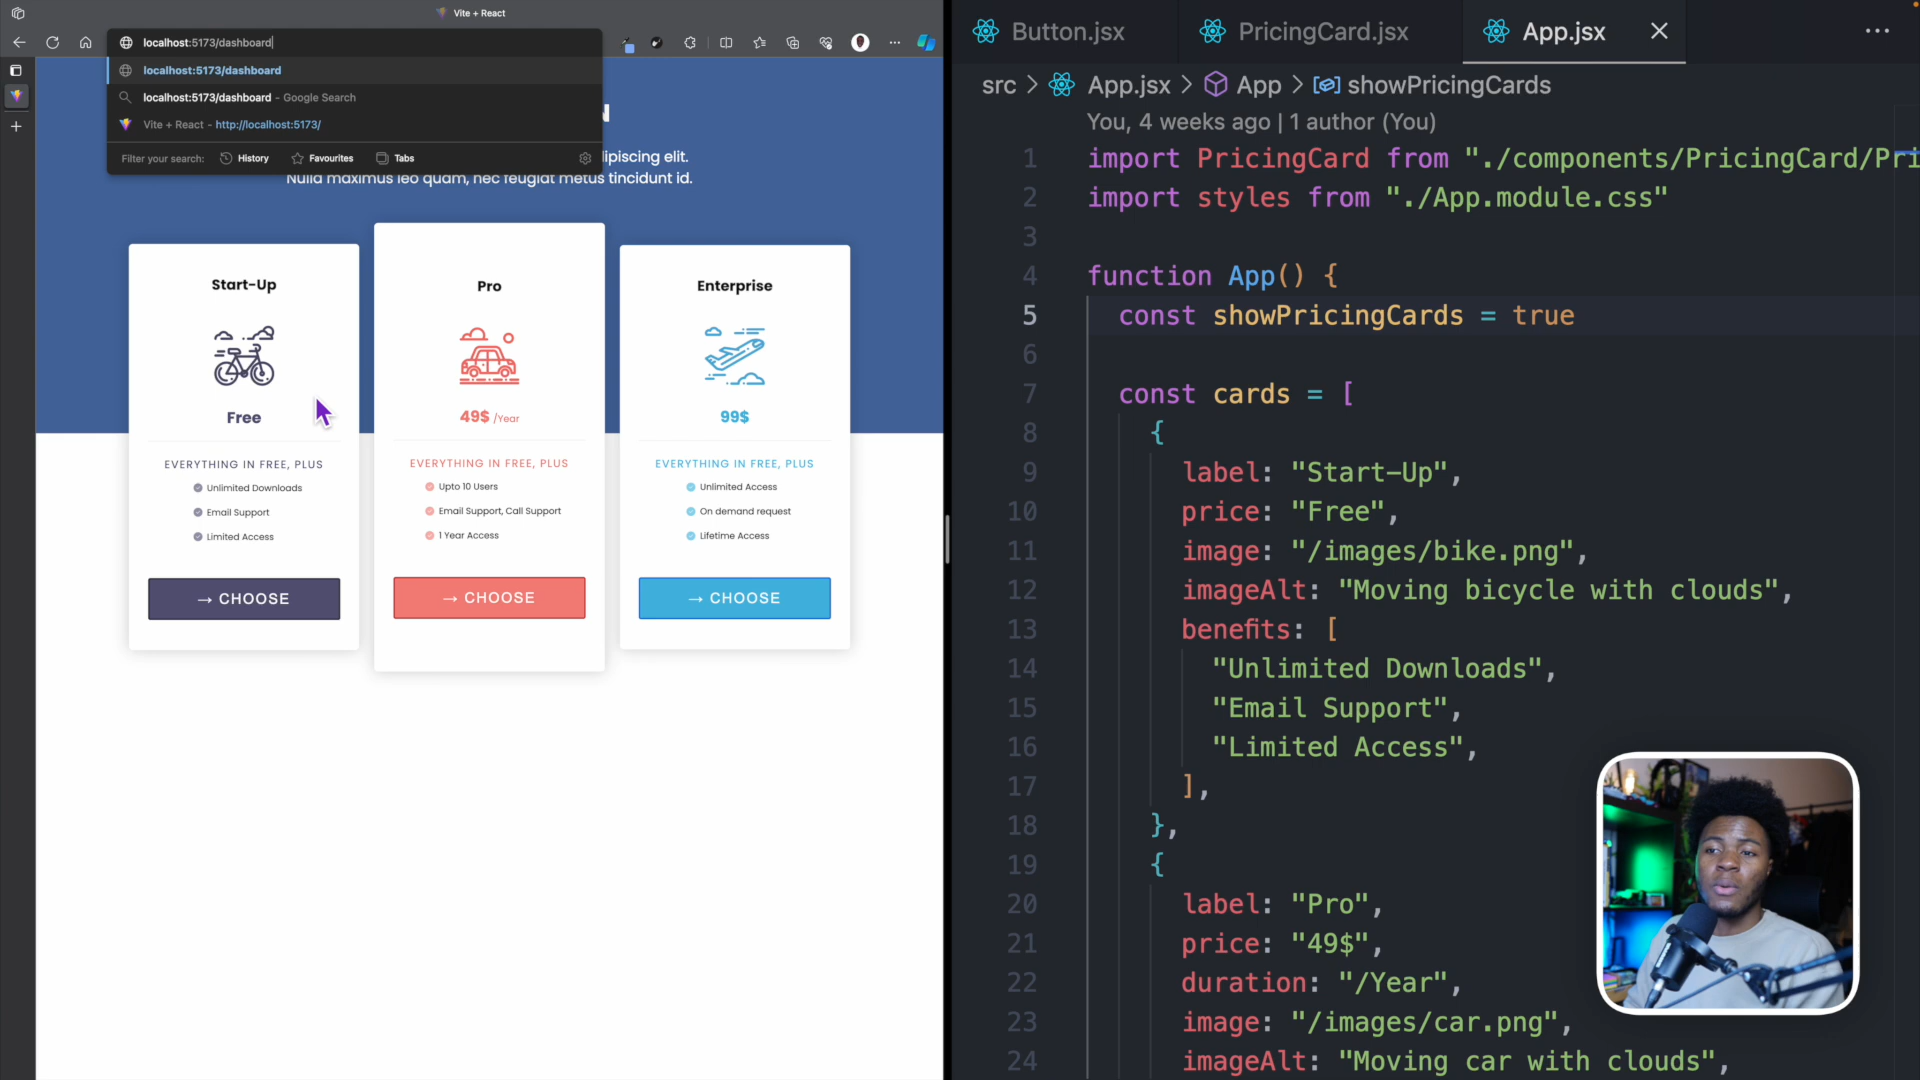 Vite + React
localhost:5173/dashboard
localhost:5173/dashboard
localhost:5173/dashboard - Google Search
Vite + React - http://localhost:5173/
Filter your search: History Favourites Tabs
ipiscing elit.
Nulla maximus leo quam, nec feugiat metus tincidunt id.
Start-Up
Free
EVERYTHING IN FREE, PLUS
Unlimited Downloads
Email Support
Limited Access
→ CHOOSE
Pro
49$ /Year
EVERYTHING IN FREE, PLUS
Upto 10 Users
Email Support, Call Support
1 Year Access
→ CHOOSE
Enterprise
99$
EVERYTHING IN FREE, PLUS
Unlimited Access
On demand request
Lifetime Access
→ CHOOSE
Button.jsx PricingCard.jsx App.jsx
src > App.jsx > App > showPricingCards
You, 4 weeks ago | 1 author (You)
1 import PricingCard from "./components/PricingCard/Pri
2 import styles from "./App.module.css"
3
4 function App() {
5 const showPricingCards = true
6
7 const cards = [
8 {
9 label: "Start-Up",
10 price: "Free",
11 image: "/images/bike.png",
12 imageAlt: "Moving bicycle with clouds",
13 benefits: [
14 "Unlimited Downloads",
15 "Email Support",
16 "Limited Access",
17 ],
18 },
19 {
20 label: "Pro",
21 price: "49$",
22 duration: "/Year",
23 image: "/images/car.png",
24 imageAlt: "Moving car with clouds",